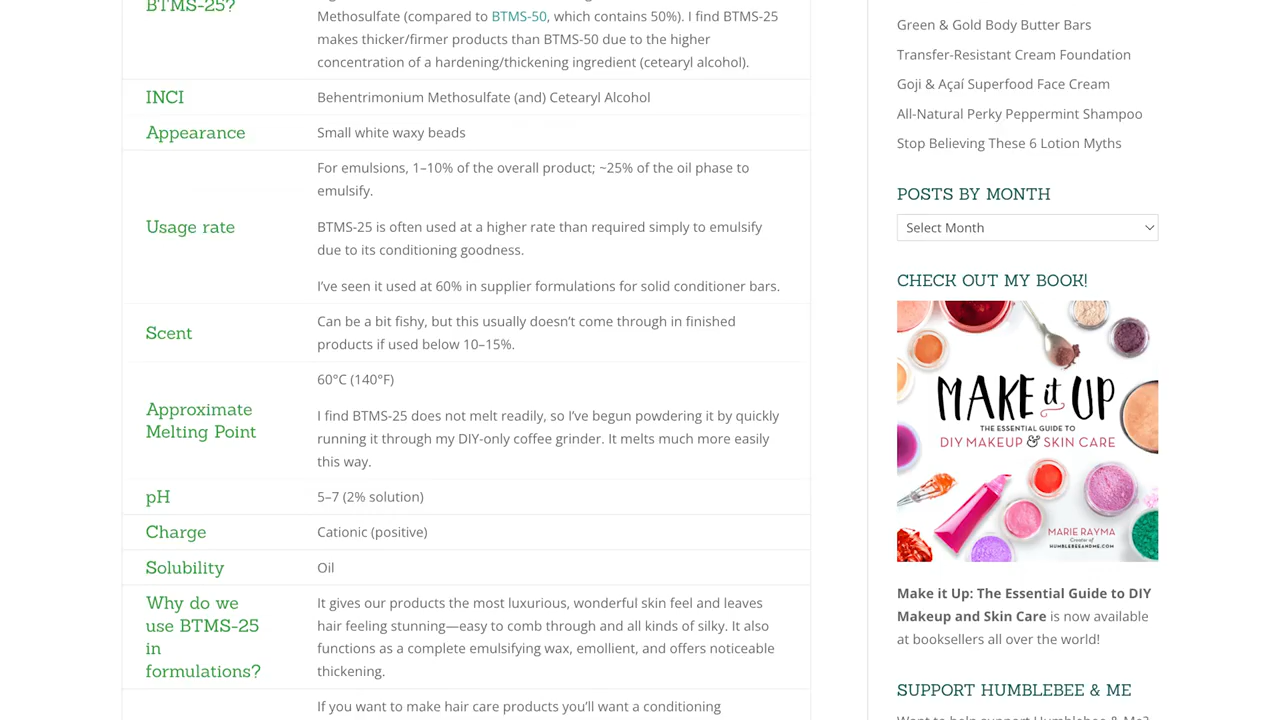 BTMS-25?
Methosulfate (compared to BTMS-50, which contains 50%). I find BTMS-25
makes thicker/firmer products than BTMS-50 due to the higher
concentration of a hardening/thickening ingredient (cetearyl alcohol).
INCI
Behentrimonium Methosulfate (and) Cetearyl Alcohol
Appearance
Small white waxy beads
Usage rate
For emulsions, 1–10% of the overall product; ~25% of the oil phase to
emulsify.
BTMS-25 is often used at a higher rate than required simply to emulsify
due to its conditioning goodness.
I’ve seen it used at 60% in supplier formulations for solid conditioner bars.
Scent
Can be a bit fishy, but this usually doesn’t come through in finished
products if used below 10–15%.
Approximate
Melting Point
60°C (140°F)
I find BTMS-25 does not melt readily, so I’ve begun powdering it by quickly
running it through my DIY-only coffee grinder. It melts much more easily
this way.
pH
5–7 (2% solution)
Charge
Cationic (positive)
Solubility
Oil
Why do we
use BTMS-25
in
formulations?
It gives our products the most luxurious, wonderful skin feel and leaves
hair feeling stunning—easy to comb through and all kinds of silky. It also
functions as a complete emulsifying wax, emollient, and offers noticeable
thickening.
If you want to make hair care products you’ll want a conditioning
Green & Gold Body Butter Bars
Transfer-Resistant Cream Foundation
Goji & Açaí Superfood Face Cream
All-Natural Perky Peppermint Shampoo
Stop Believing These 6 Lotion Myths
POSTS BY MONTH
Select Month
CHECK OUT MY BOOK!
MAKE it UP
THE ESSENTIAL GUIDE TO
DIY MAKEUP & SKIN CARE
MARIE RAYMA
Creator of
HUMBLEBEEANDME.COM
Make it Up: The Essential Guide to DIY
Makeup and Skin Care is now available
at booksellers all over the world!
SUPPORT HUMBLEBEE & ME
Want to help support Humblebee & Me?